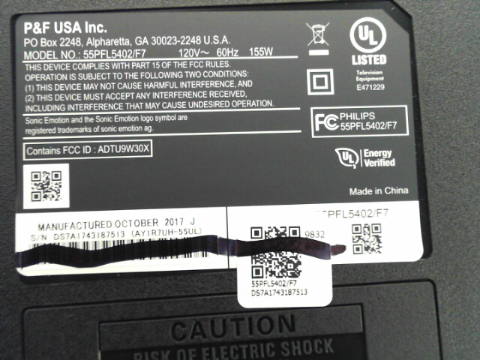 P&F USA Inc.
PO Box 2248, Alpharetta, GA 30023-2248 U.S.A.
MODEL NO.: 55PFL5402/F7 120V~ 60Hz 155W
THIS DEVICE COMPLIES WITH PART 15 OF THE FCC RULES.
OPERATION IS SUBJECT TO THE FOLLOWING TWO CONDITIONS:
(1) THIS DEVICE MAY NOT CAUSE HARMFUL INTERFERENCE, AND
(2) THIS DEVICE MUST ACCEPT ANY INTERFERENCE RECEIVED,
INCLUDING INTERFERENCE THAT MAY CAUSE UNDESIRED OPERATION.
Sonic Emotion and the Sonic Emotion logo symbol are
registered trademarks of sonic emotion ag.
Contains FCC ID : ADTU9W30X
UL
LISTED
Television
Equipment
E471229
FC PHILIPS
55PFL5402/F7
UL Energy
Verified
Made in China
MANUFACTURED OCTOBER 2017 J
S/N DS7A1743187513 (AYIR7UH-55UL)
55PFL5402/F7
9832
55PFL5402/F7
DS7A1743187513
CAUTION
RISK OF ELECTRIC SHOCK